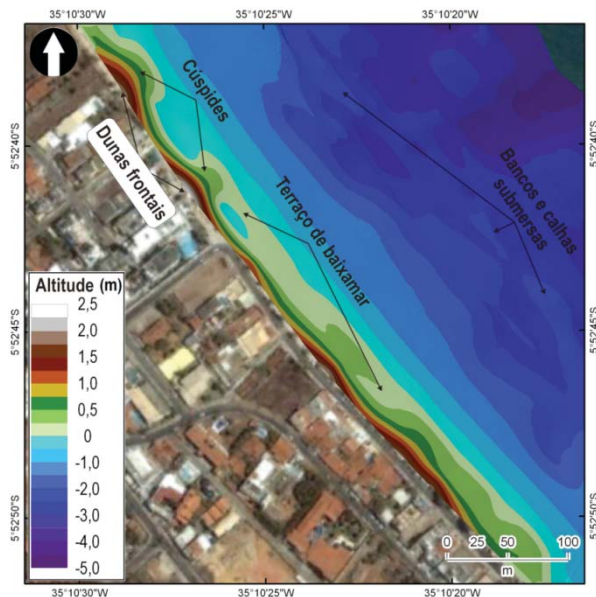 35°10'30"W
35°10'25"W
35°10'20"W
5°52'40"S
5°52'40"S
Cúspides
Dunas frontais
Bancos e calhas
submersas
Terraço de baixamar
5°52'45"S
5°52'45"S
Altitude (m)
2,5
2,0
1,5
1,0
0,5
0
-1,0
-2,0
-3,0
-4,0
-5,0
5°52'50"S
5°52'50"S
0 25 50 100
m
35°10'30"W
35°10'25"W
35°10'20"W